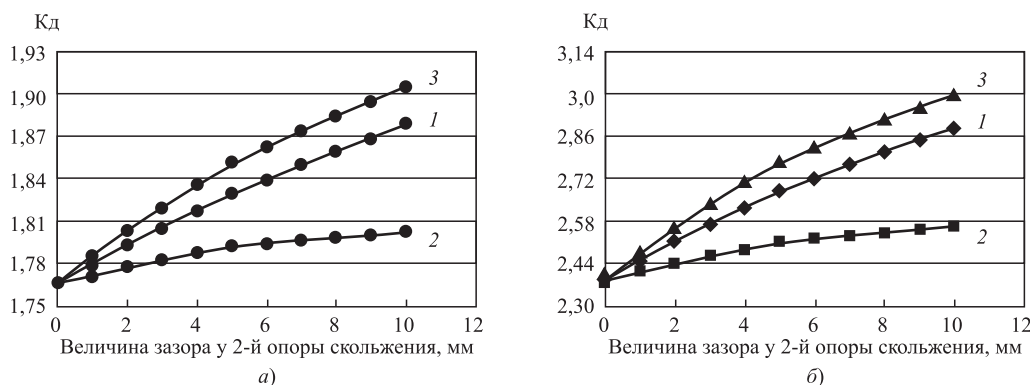 Кд
1,93
1,90
1,87
1,84
1,81
1,78
1,75
3
1
2
0 2 4 6 8 10 12
Величина зазора у 2-й опоры скольжения, мм
а)
Кд
3,14
3,0
2,86
2,72
2,58
2,44
2,30
3
1
2
0 2 4 6 8 10 12
Величина зазора у 2-й опоры скольжения, мм
б)